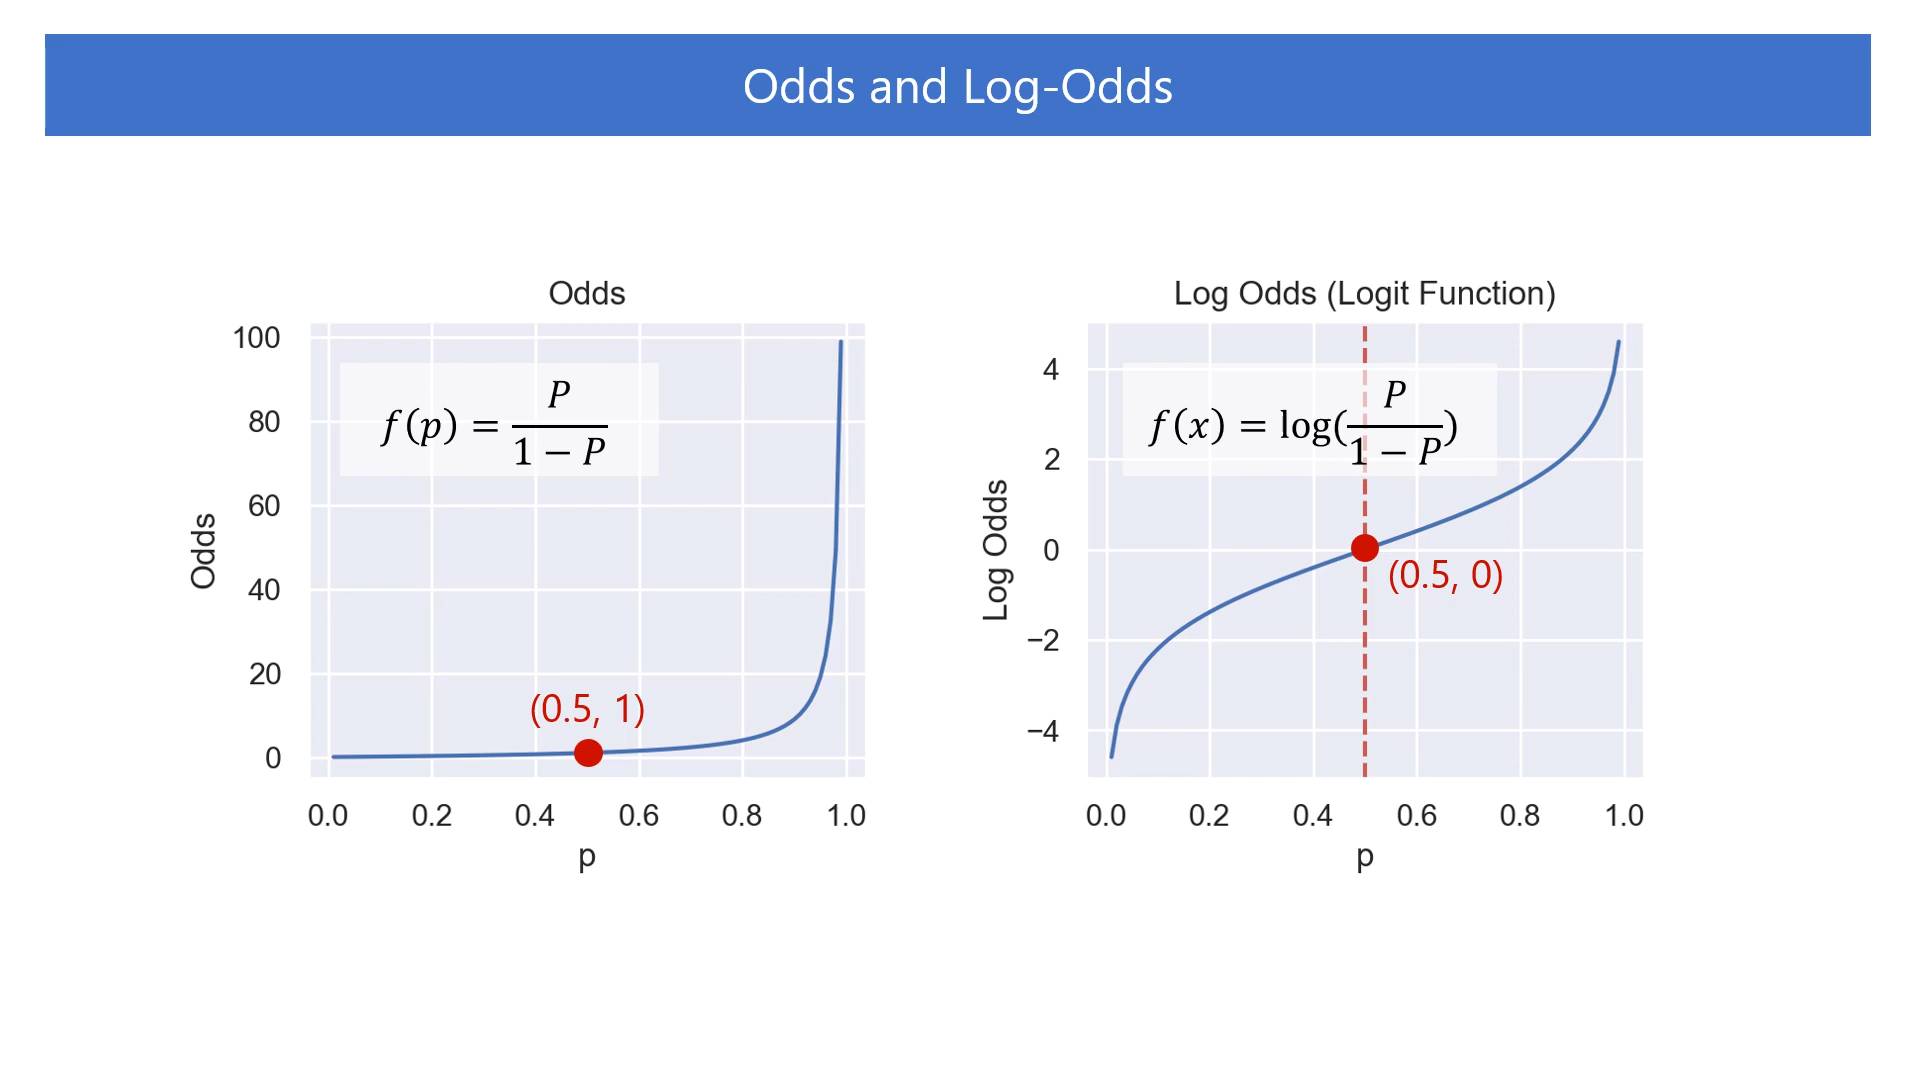 Odds and Log-Odds
Odds
100
80
60
40
20
0
Odds
f(p) = P / 1 − P
(0.5, 1)
0.0 0.2 0.4 0.6 0.8 1.0
p
Log Odds (Logit Function)
4
2
0
−2
−4
Log Odds
f(x) = log(P / 1 − P)
(0.5, 0)
0.0 0.2 0.4 0.6 0.8 1.0
p